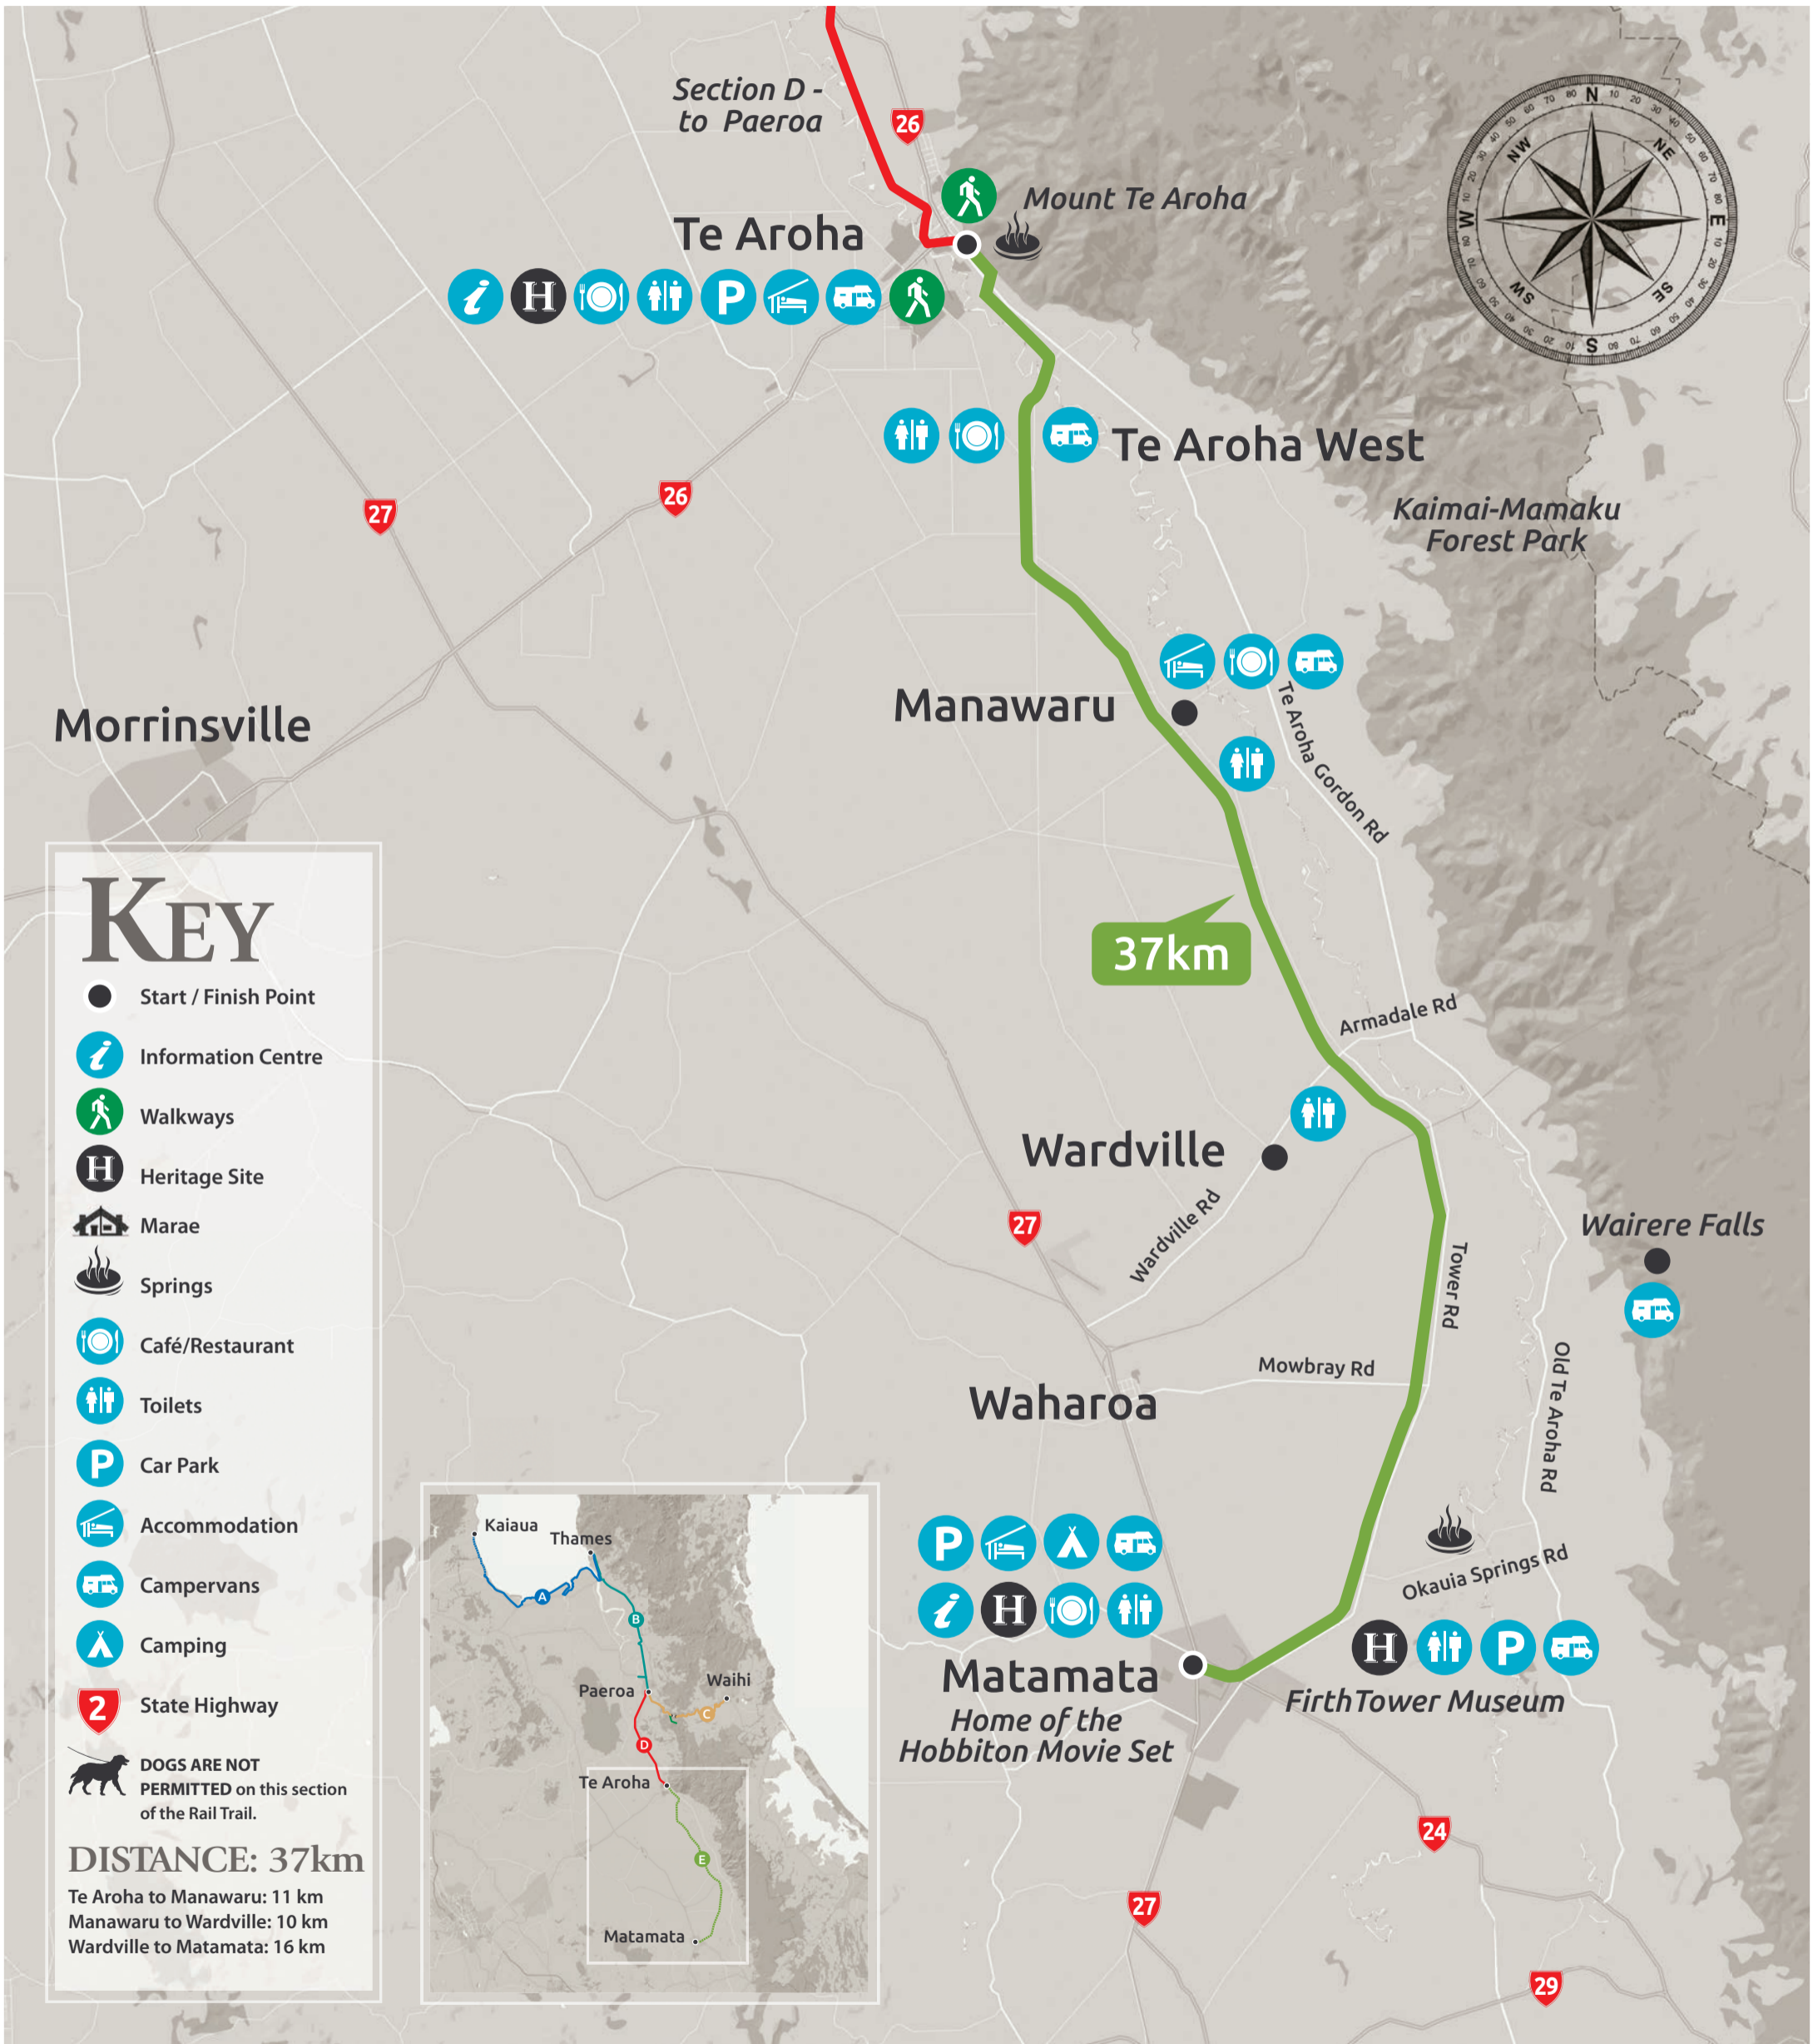 Section D -
to Paeroa
26
Mount Te Aroha
Te Aroha
i H P
N
NE
E
SE
S
SW
W
NW
Te Aroha West
Kaimai-Mamaku
Forest Park
27
26
Manawaru
Te Aroha Gordon Rd
Morrinsville
37km
Armadale Rd
Wardville
Wardville Rd
27
Wairere Falls
Tower Rd
Mowbray Rd
Waharoa
Old Te Aroha Rd
Okauia Springs Rd
P
i H
H P
Matamata
Home of the
Hobbiton Movie Set
FirthTower Museum
24
27
29
KEY
Start / Finish Point
i Information Centre
Walkways
H Heritage Site
Marae
Springs
Café/Restaurant
Toilets
P Car Park
Accommodation
Campervans
Camping
2 State Highway
DOGS ARE NOT
PERMITTED on this section
of the Rail Trail.
DISTANCE: 37km
Te Aroha to Manawaru: 11 km
Manawaru to Wardville: 10 km
Wardville to Matamata: 16 km
Kaiaua
Thames
A
B
Paeroa
Waihi
C
D
Te Aroha
E
Matamata